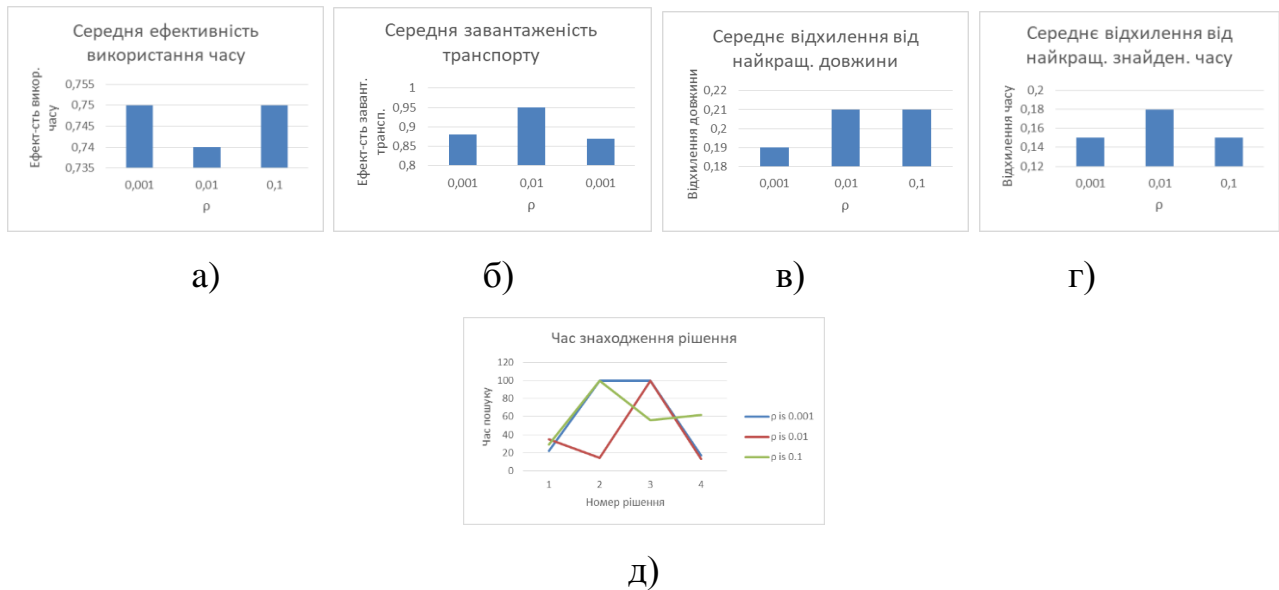 Середня ефективність
використання часу
Ефект-сть викор.
часу
0,755
0,75
0,745
0,74
0,735
0,001 0,01 0,1
ρ
Середня завантаженість
транспорту
Ефект-сть завант.
трансп.
1
0,95
0,9
0,85
0,8
0,001 0,01 0,001
ρ
Середнє відхилення від
найкращ. довжини
Відхилення довжини
0,22
0,21
0,2
0,19
0,18
0,001 0,01 0,1
ρ
Середнє відхилення від
найкращ. знайден. часу
Відхилення часу
0,2
0,18
0,16
0,14
0,12
0,001 0,01 0,1
ρ
а) б) в) г)
Час знаходження рішення
Час пошуку
120
100
80
60
40
20
0
1 2 3 4
Номер рішення
ρ is 0.001
ρ is 0.01
ρ is 0.1
д)